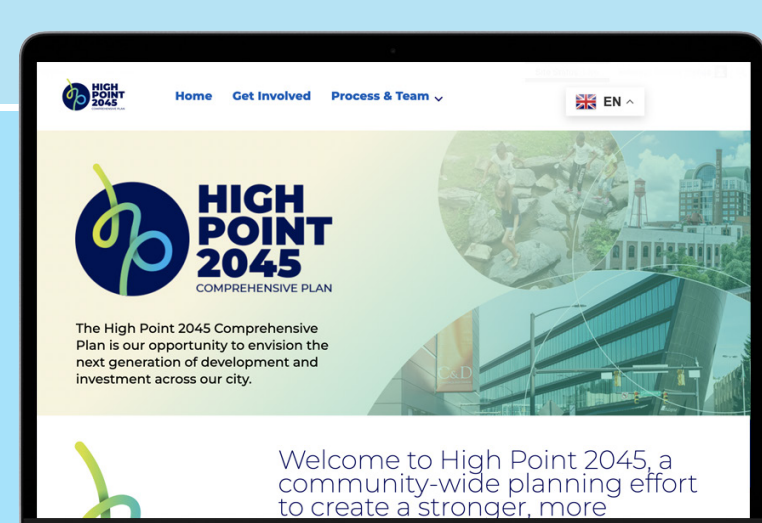 HIGH
POINT
2045
COMPREHENSIVE PLAN
Home Get Involved Process & Team
EN
HIGH
POINT
2045
COMPREHENSIVE PLAN
The High Point 2045 Comprehensive
Plan is our opportunity to envision the
next generation of development and
investment across our city.
C&D
Welcome to High Point 2045, a
community-wide planning effort
to create a stronger, more